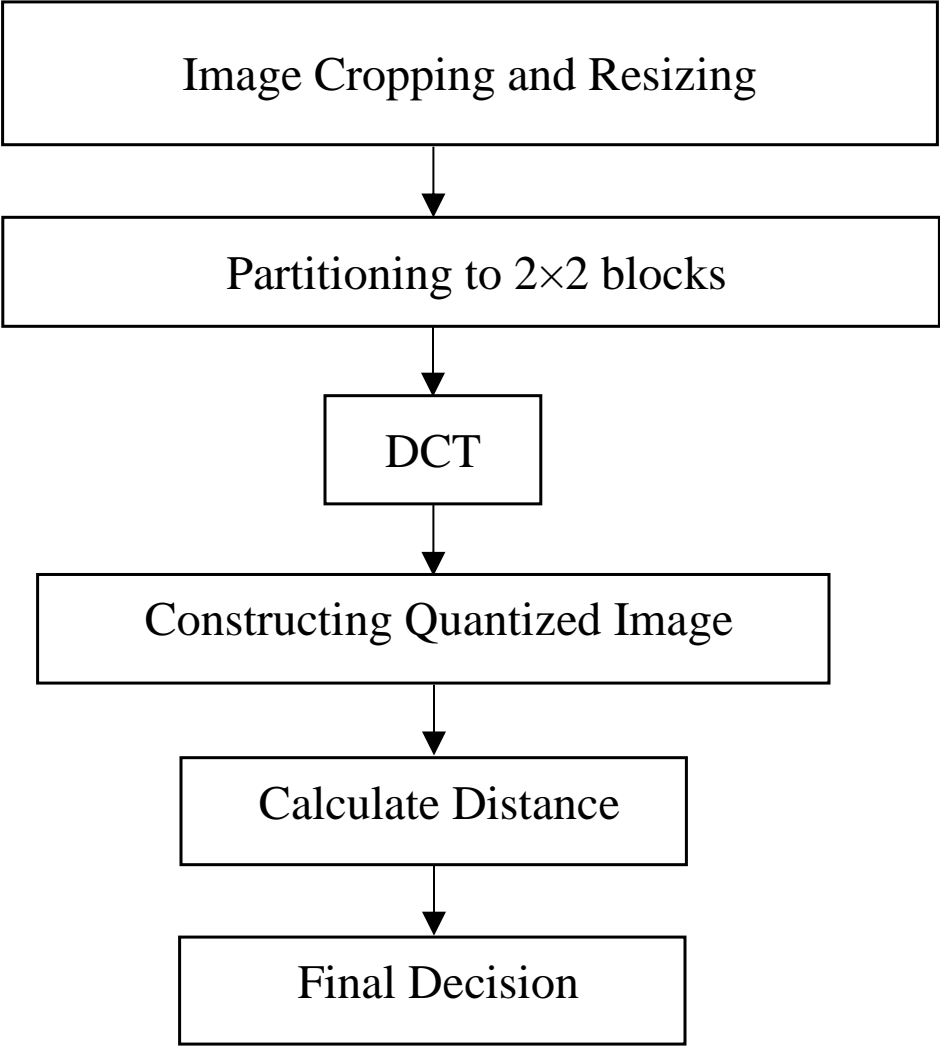 Image Cropping and Resizing
Partitioning to 2×2 blocks
DCT
Constructing Quantized Image
Calculate Distance
Final Decision